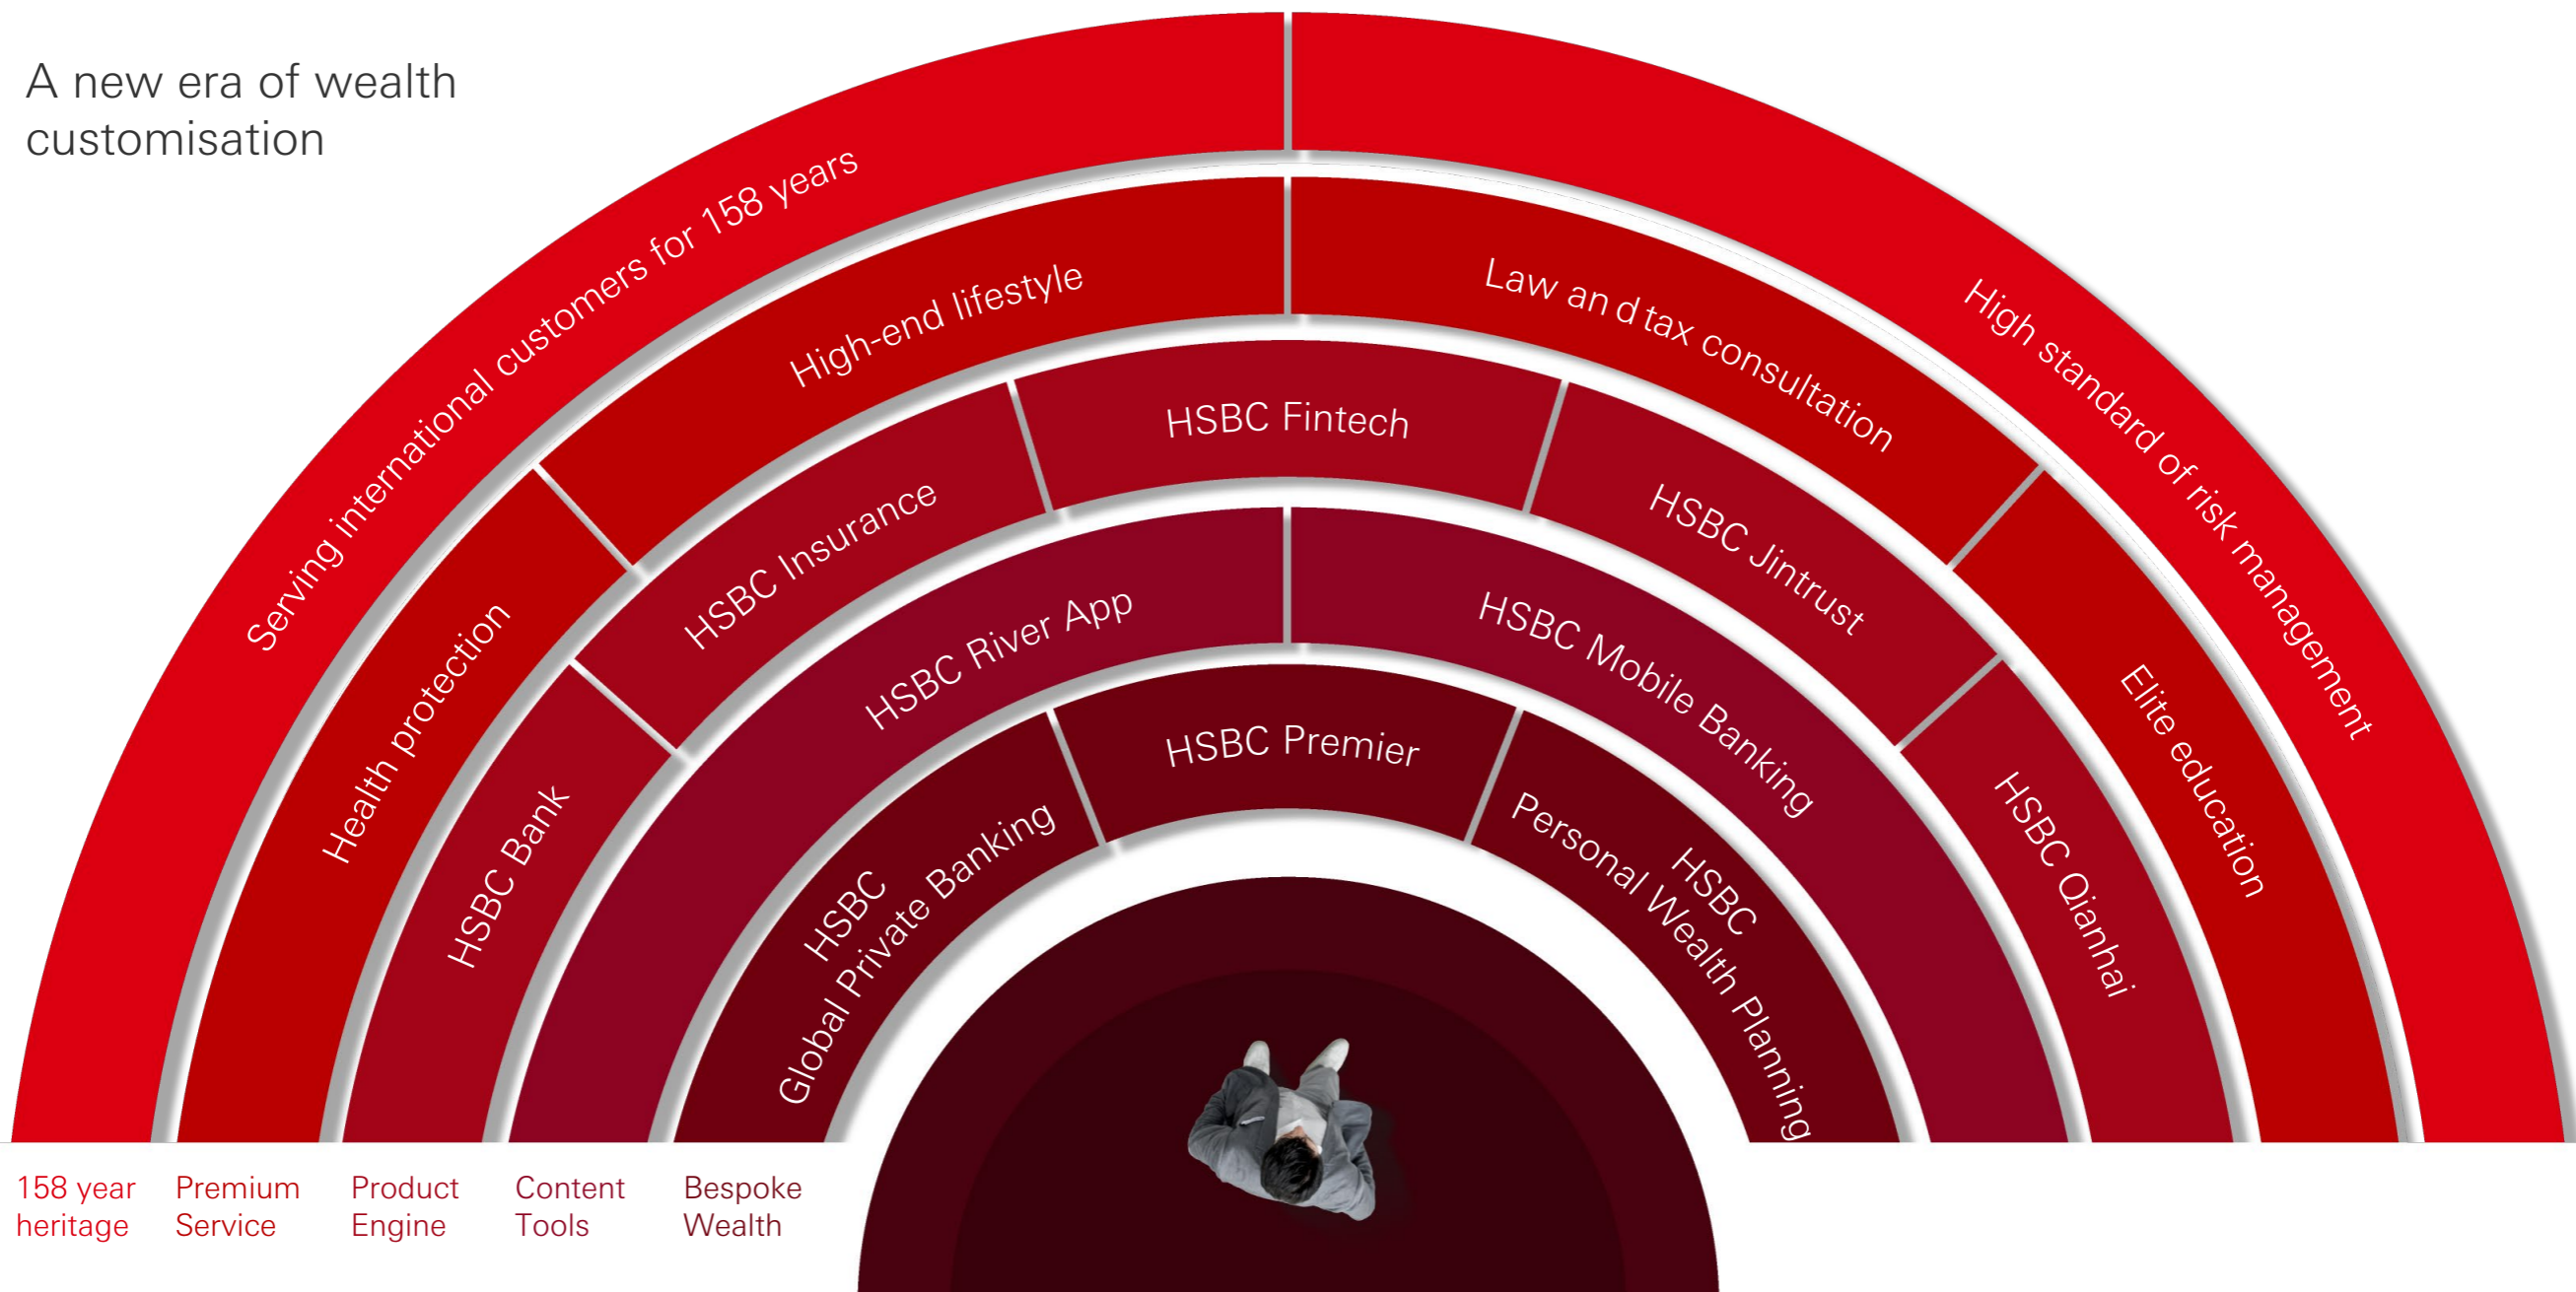 A new era of wealth
customisation
Serving international customers for 158 years
High standard of risk management
Health protection
High-end lifestyle
Law and tax consultation
Elite education
HSBC Bank
HSBC Insurance
HSBC Fintech
HSBC Jintrust
HSBC Qianhai
HSBC River App
HSBC Mobile Banking
HSBC
Global Private Banking
HSBC Premier
HSBC
Personal Wealth Planning
158 year
heritage
Premium
Service
Product
Engine
Content
Tools
Bespoke
Wealth